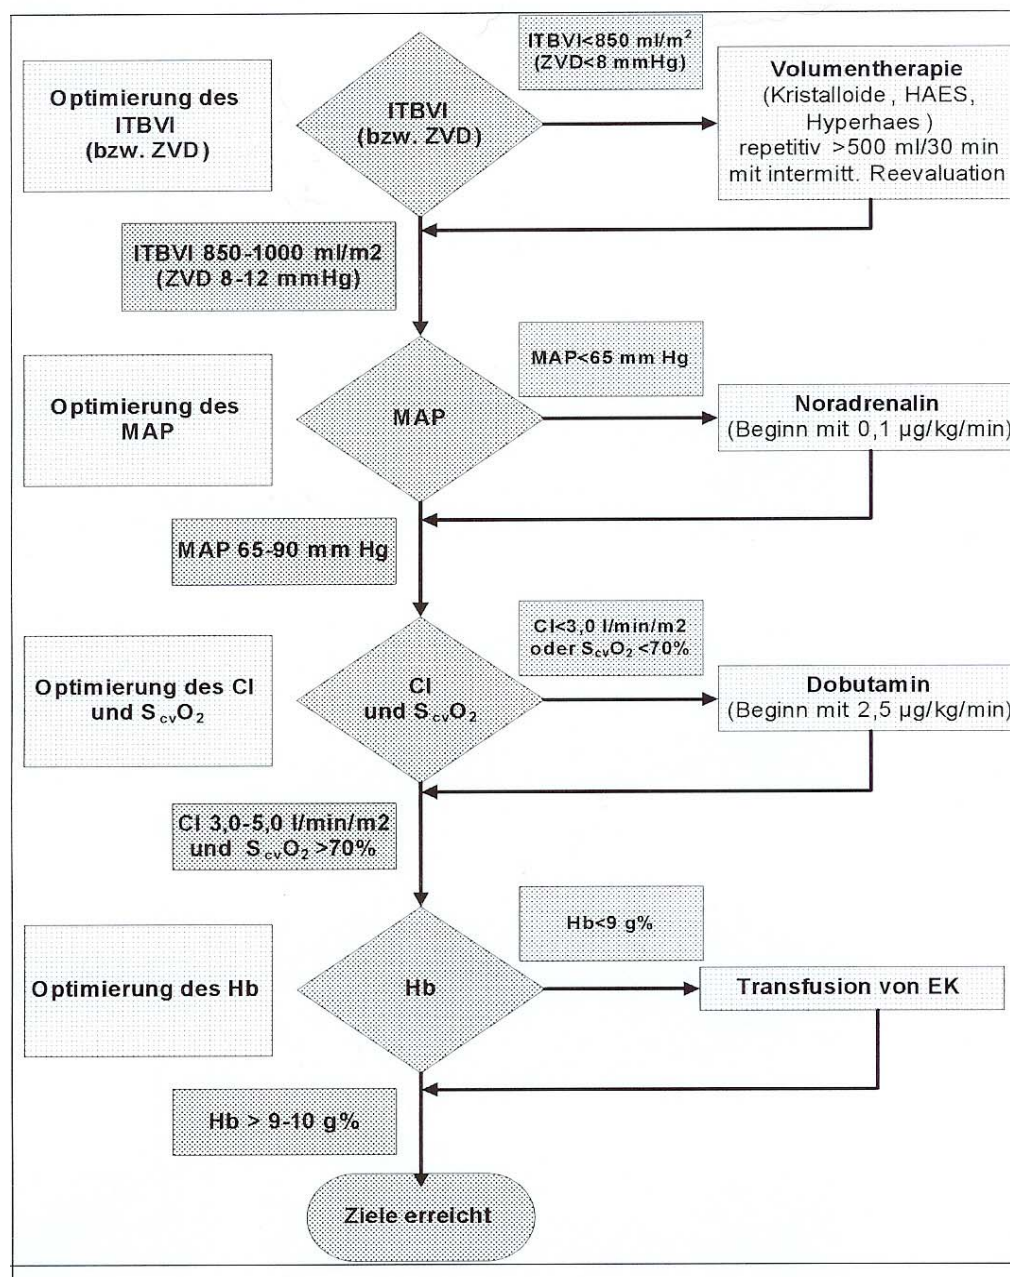 Optimierung des
ITBVI
(bzw. ZVD)
ITBVI
(bzw. ZVD)
ITBVI<850 ml/m²
(ZVD<8 mmHg)
Volumentherapie
(Kristalloide , HAES,
Hyperhaes )
repetitiv >500 ml/30 min
mit intermitt. Reevaluation
ITBVI 850-1000 ml/m2
(ZVD 8-12 mmHg)
Optimierung des
MAP
MAP
MAP<65 mm Hg
Noradrenalin
(Beginn mit 0,1 µg/kg/min)
MAP 65-90 mm Hg
Optimierung des CI
und ScvO2
CI
und ScvO2
CI<3,0 l/min/m2
oder ScvO2 <70%
Dobutamin
(Beginn mit 2,5 µg/kg/min)
CI 3,0-5,0 l/min/m2
und ScvO2 >70%
Optimierung des Hb
Hb
Hb<9 g%
Transfusion von EK
Hb > 9-10 g%
Ziele erreicht